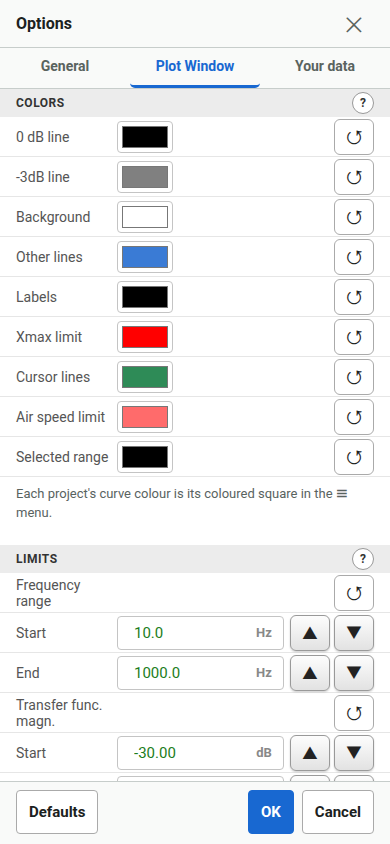 Options
General Plot Window Your data
COLORS ?
0 dB line
-3dB line
Background
Other lines
Labels
Xmax limit
Cursor lines
Air speed limit
Selected range
Each project's curve colour is its coloured square in the ≡
menu.
LIMITS ?
Frequency
range
Start 10.0 Hz ▲ ▼
End 1000.0 Hz ▲ ▼
Transfer func.
magn.
Start -30.00 dB ▲ ▼
Defaults OK Cancel